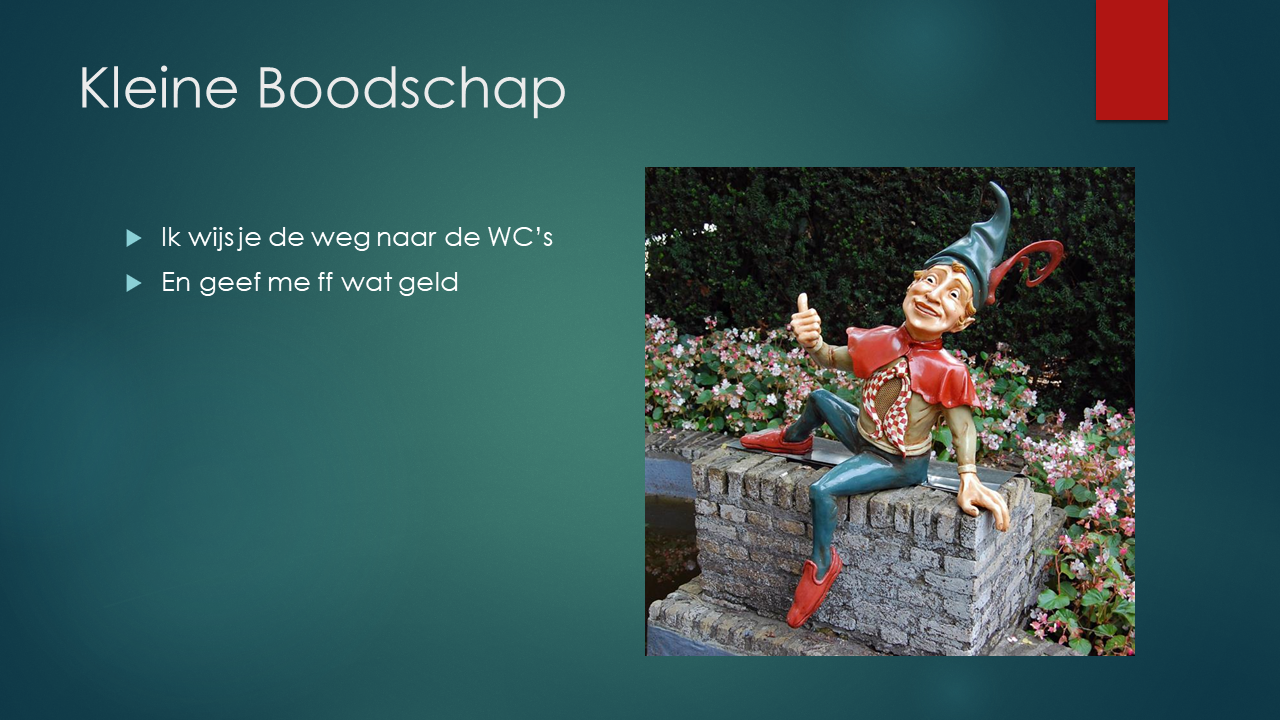 Kleine Boodschap
Ik wijs je de weg naar de WC’s
En geef me ff wat geld